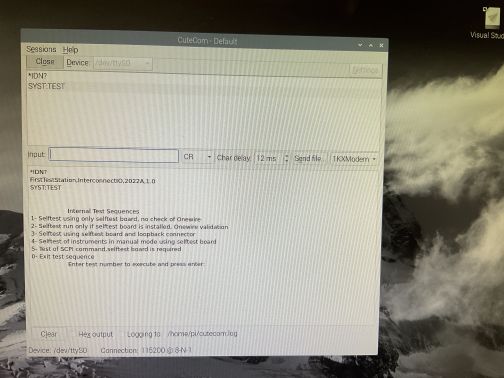 Visual Stud
CuteCom - Default
Sessions Help
Close Device: /dev/ttyS0 Settings
*IDN?
SYST:TEST
Input: CR Char delay: 12 ms Send file... 1KXModem
*IDN?
FirstTestStation,InterconnectIO,2022A,1.0
SYST:TEST
Internal Test Sequences
1- Selftest using only selftest board, no check of Onewire
2- Selftest run only if selftest board is installed, Onewire validation
3- Selftest using selftest board and loopback connector
4- Selftest of instruments in manual mode using selftest board
5- Test of SCPI command,selftest board is required
0- Exit test sequence
Enter test number to execute and press enter:
Clear Hex output Logging to: /home/pi/cutecom.log
Device: /dev/ttyS0 Connection: 115200 @ 8-N-1